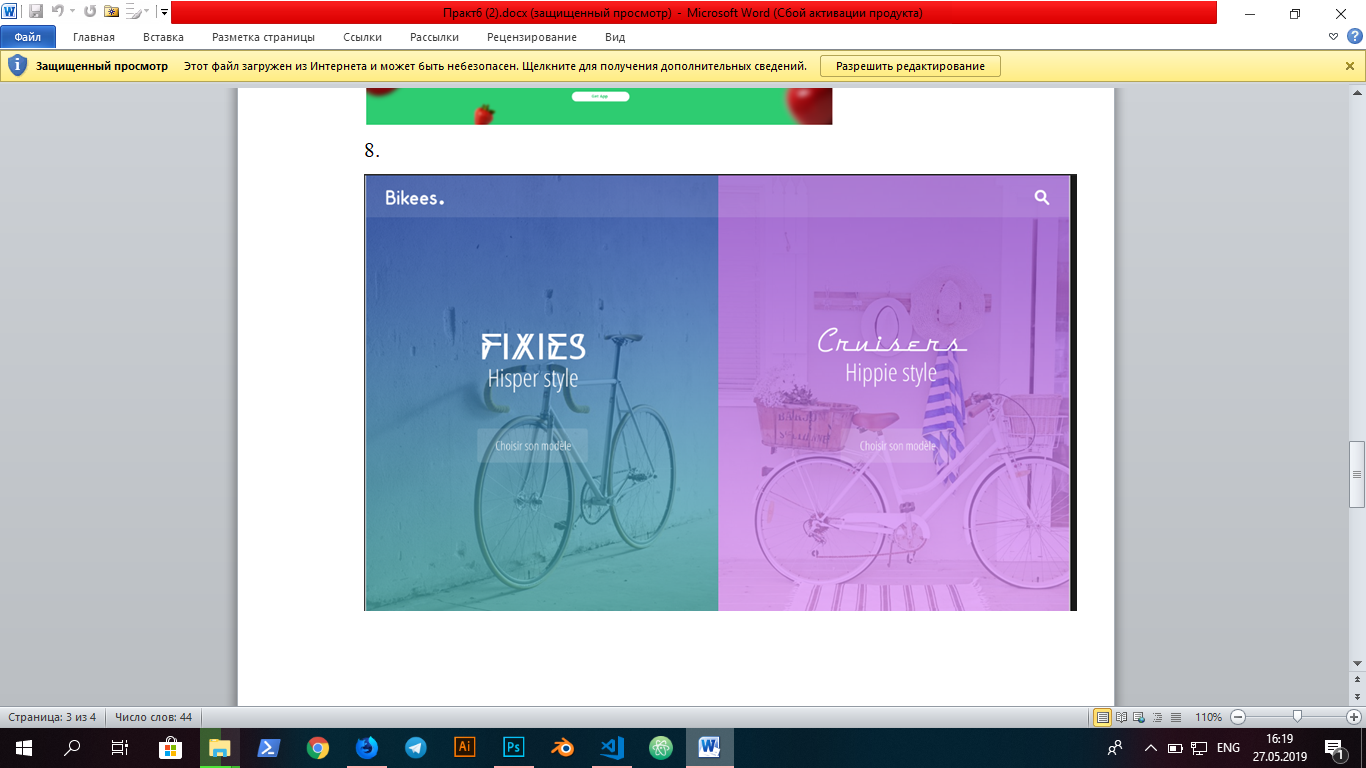 Практ6 (2).docx (защищенный просмотр) - Microsoft Word (Сбой активации продукта)
Файл Главная Вставка Разметка страницы Ссылки Рассылки Рецензирование Вид
Защищенный просмотр Этот файл загружен из Интернета и может быть небезопасен. Щелкните для получения дополнительных сведений. Разрешить редактирование
Get App
8.
Bikees.
FIXIES
Hisper style
Choisir son modèle
Cruisers
Hippie style
Choisir son modèle
Страница: 3 из 4 Число слов: 44 110%
Ai Ps ENG 16:19
27.05.2019 1